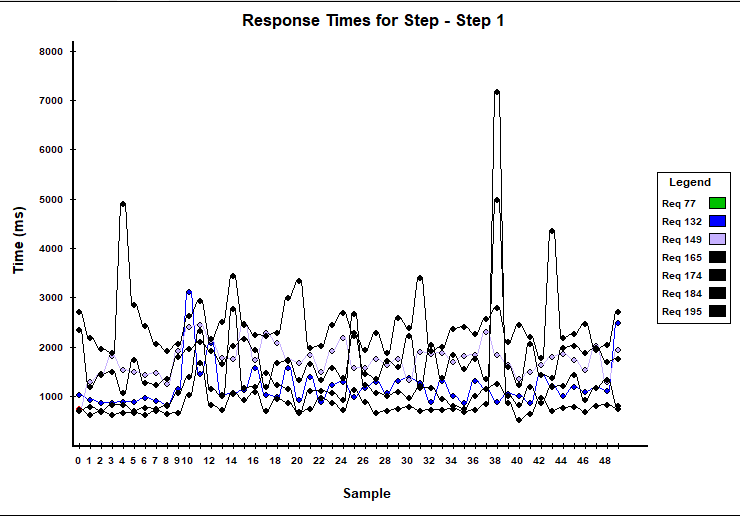 Response Times for Step - Step 1
8000
7000
6000
5000
4000
3000
2000
1000
Time (ms)
0 1 2 3 4 5 6 7 8 9 10 12 14 16 18 20 22 24 26 28 30 32 34 36 38 40 42 44 46 48
Sample
Legend
Req 77
Req 132
Req 149
Req 165
Req 174
Req 184
Req 195